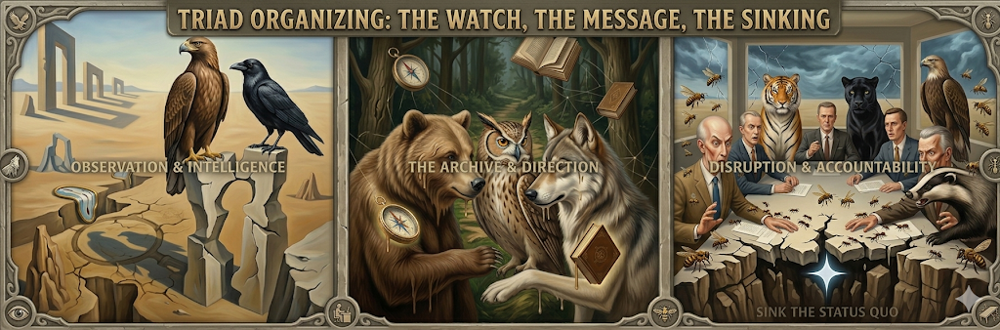 TRIAD ORGANIZING: THE WATCH, THE MESSAGE, THE SINKING
OBSERVATION & INTELLIGENCE
THE ARCHIVE & DIRECTION
DISRUPTION & ACCOUNTABILITY
SINK THE STATUS QUO